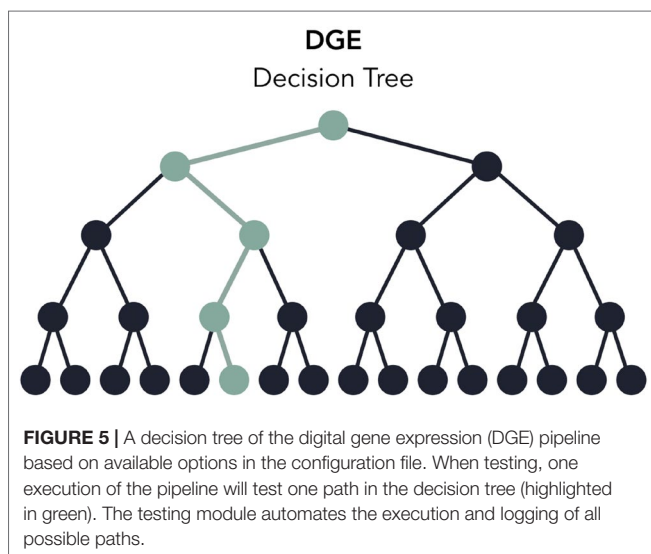 DGE
Decision Tree
FIGURE 5 | A decision tree of the digital gene expression (DGE) pipeline
based on available options in the configuration file. When testing, one
execution of the pipeline will test one path in the decision tree (highlighted
in green). The testing module automates the execution and logging of all
possible paths.